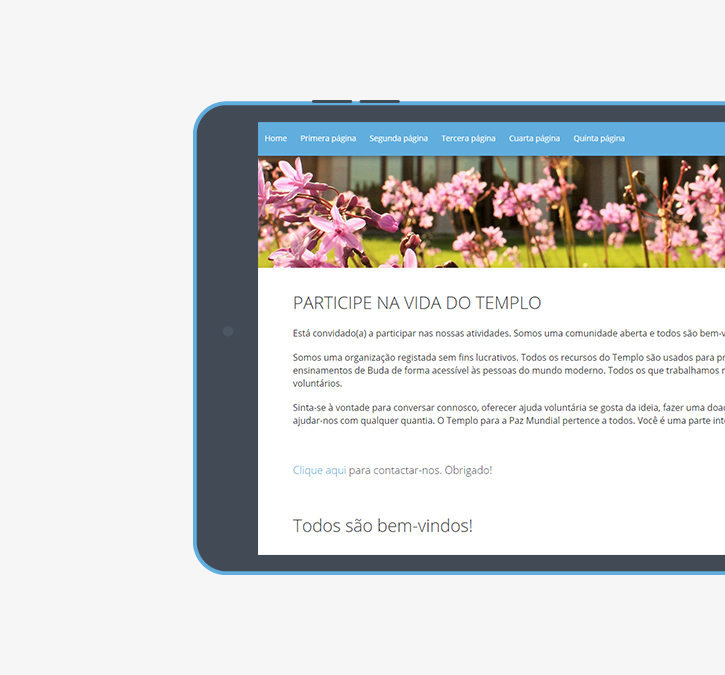 Home Primera página Segunda página Tercera página Cuarta página Quinta página
PARTICIPE NA VIDA DO TEMPLO
Está convidado(a) a participar nas nossas atividades. Somos uma comunidade aberta e todos são
Somos uma organização registada sem fins lucrativos. Todos os recursos do Templo são usados para
ensinamentos de Buda de forma acessível às pessoas do mundo moderno. Todos os que trabalhamos
voluntários.
Sinta-se à vontade para conversar connosco, oferecer ajuda voluntária se gosta da ideia, fazer uma
ajudar-nos com qualquer quantia. O Templo para a Paz Mundial pertence a todos. Você é uma parte
Clique aqui para contactar-nos. Obrigado!
Todos são bem-vindos!